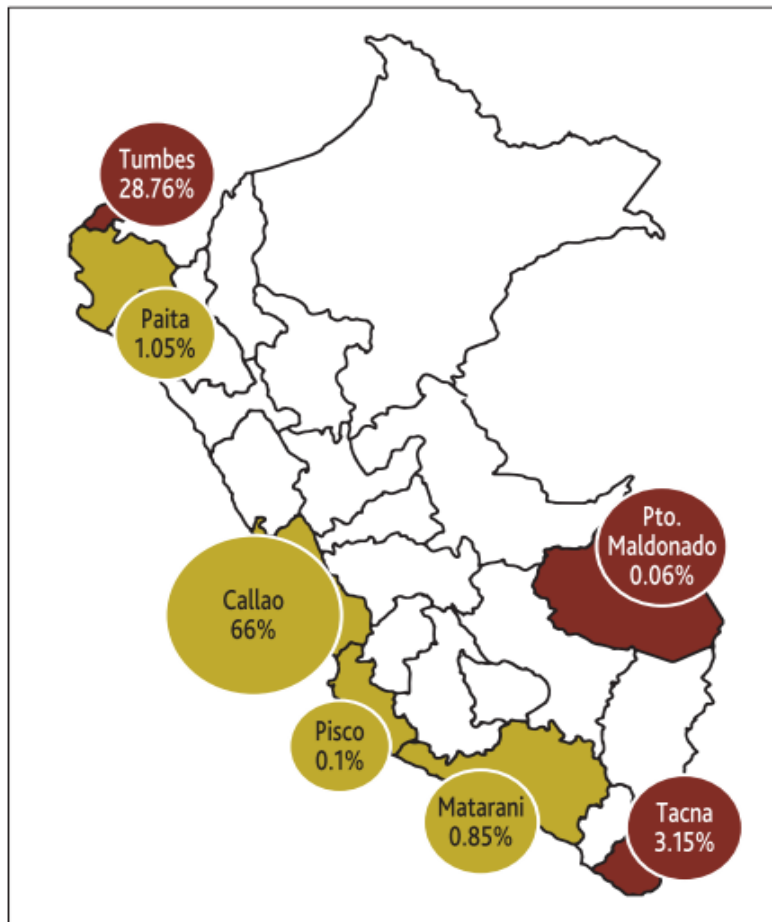 Tumbes
28.76%
Paita
1.05%
Pto.
Maldonado
0.06%
Callao
66%
Pisco
0.1%
Matarani
0.85%
Tacna
3.15%